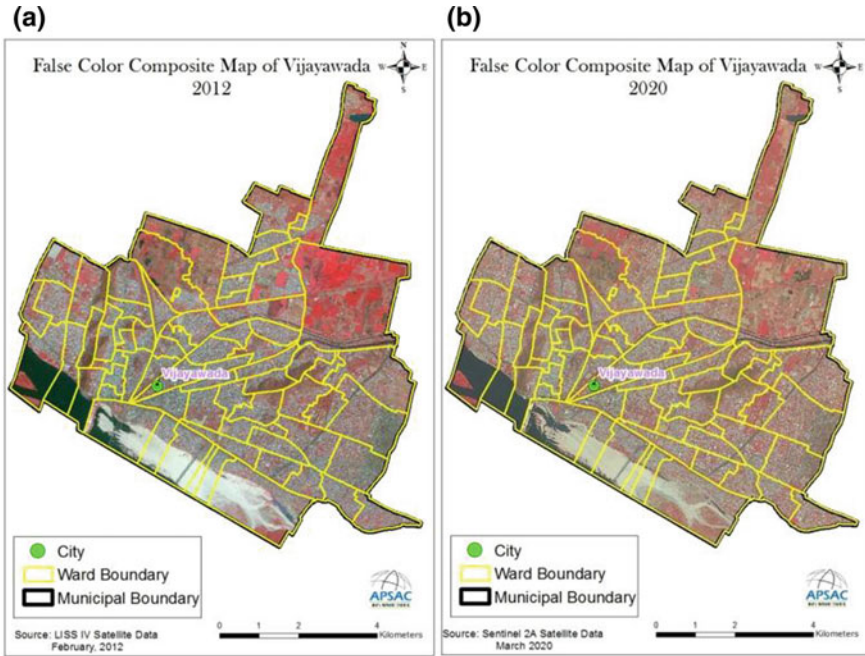 (a)
False Color Composite Map of Vijayawada
2012
N
W E
S
Vijayawada
City
Ward Boundary
Municipal Boundary
APSAC
Source: LISS IV Satellite Data
February, 2012
0 1 2 4
Kilometers
(b)
False Color Composite Map of Vijayawada
2020
N
W E
S
Vijayawada
City
Ward Boundary
Municipal Boundary
APSAC
Source: Sentinel 2A Satellite Data
March 2020
0 1 2 4
Kilometers